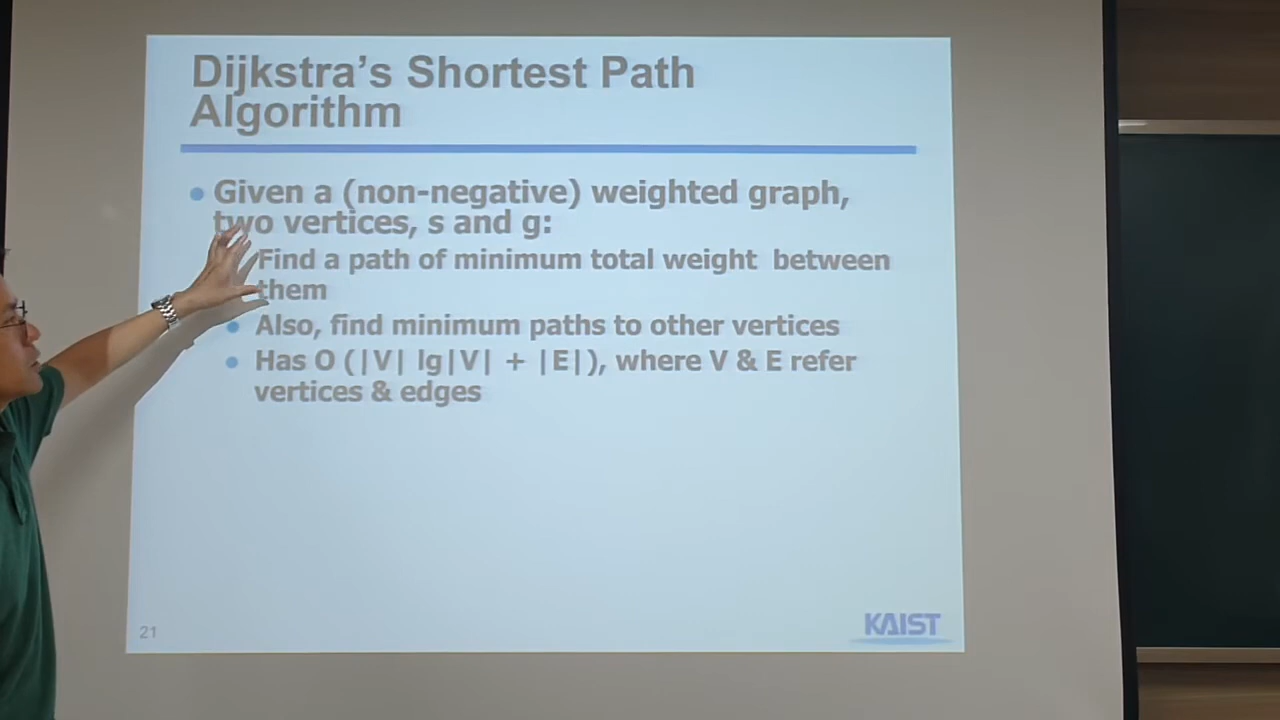 Dijkstra's Shortest Path
Algorithm
• Given a (non-negative) weighted graph,
two vertices, s and g:
Find a path of minimum total weight between
them
• Also, find minimum paths to other vertices
• Has O (|V| lg|V| + |E|), where V & E refer
vertices & edges
21
KAIST